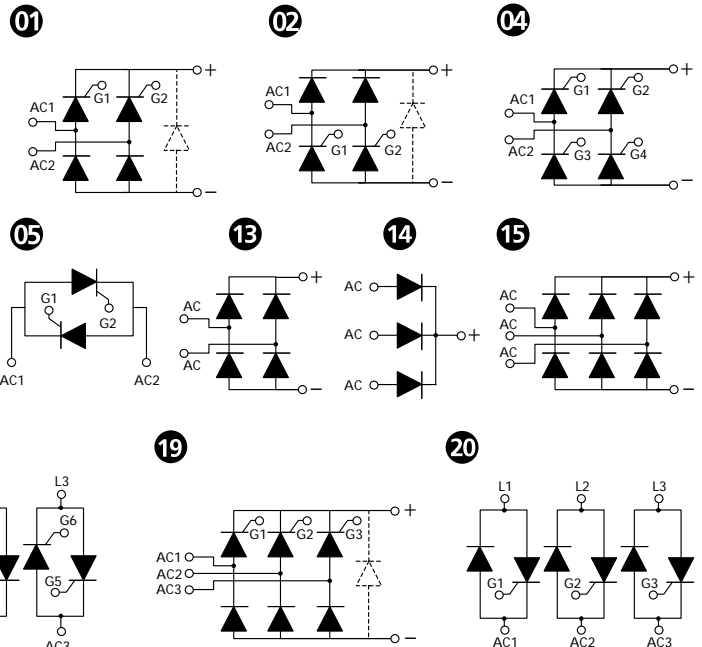 01
02
04
+
G1
G2
AC1
AC2
−
+
AC1
AC2
G1
G2
−
+
G1
G2
AC1
AC2
G3
G4
−
05
13
14
15
G1
G2
AC1
AC2
+
AC
AC
−
AC
AC
+
AC
+
AC
AC
AC
−
19
20
L3
G6
G5
AC3
+
G1
G2
G3
AC1
AC2
AC3
−
L1
L2
L3
G1
G2
G3
AC1
AC2
AC3